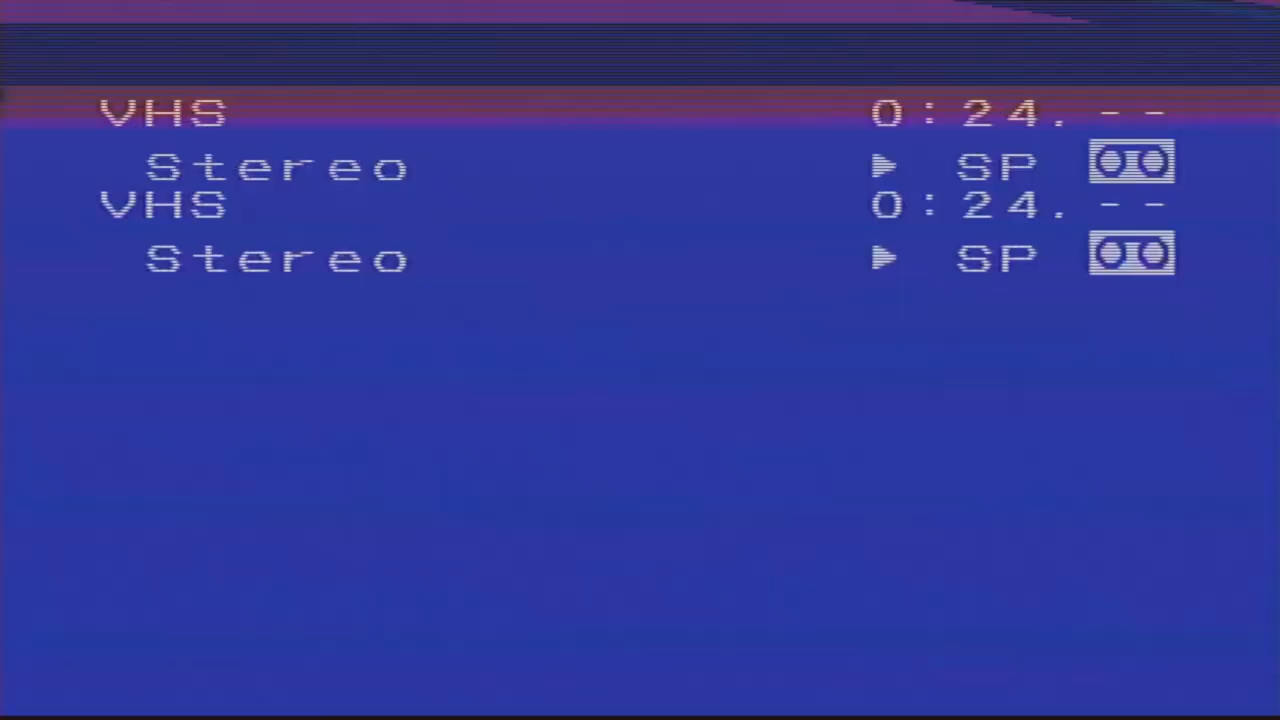 VHS 0:24.--
Stereo ▶ SP
VHS 0:24.--
Stereo ▶ SP